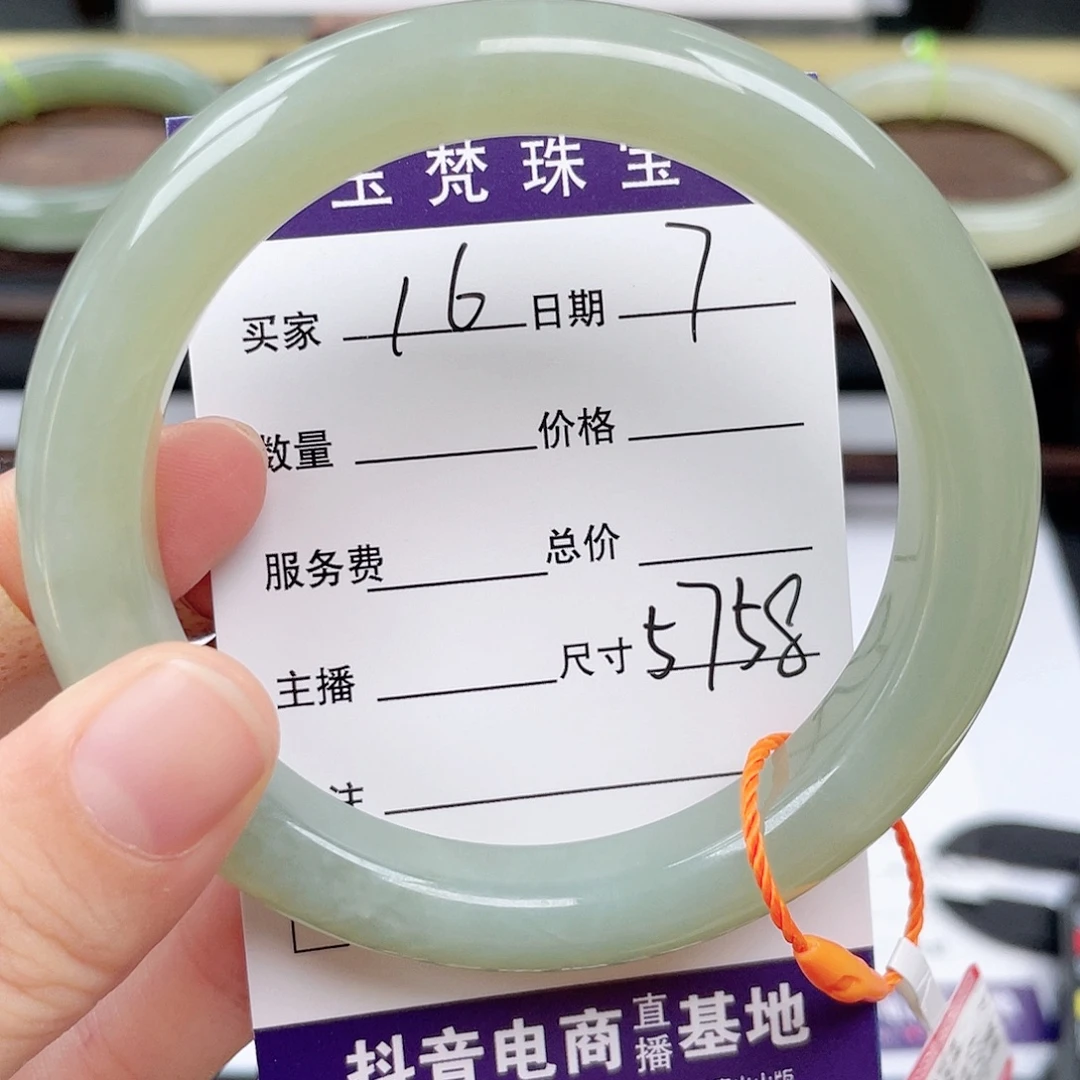 玉梵珠宝
买家 16 日期 7
数量 价格
服务费 总价
主播 尺寸 5758
注
抖音电商直播基地